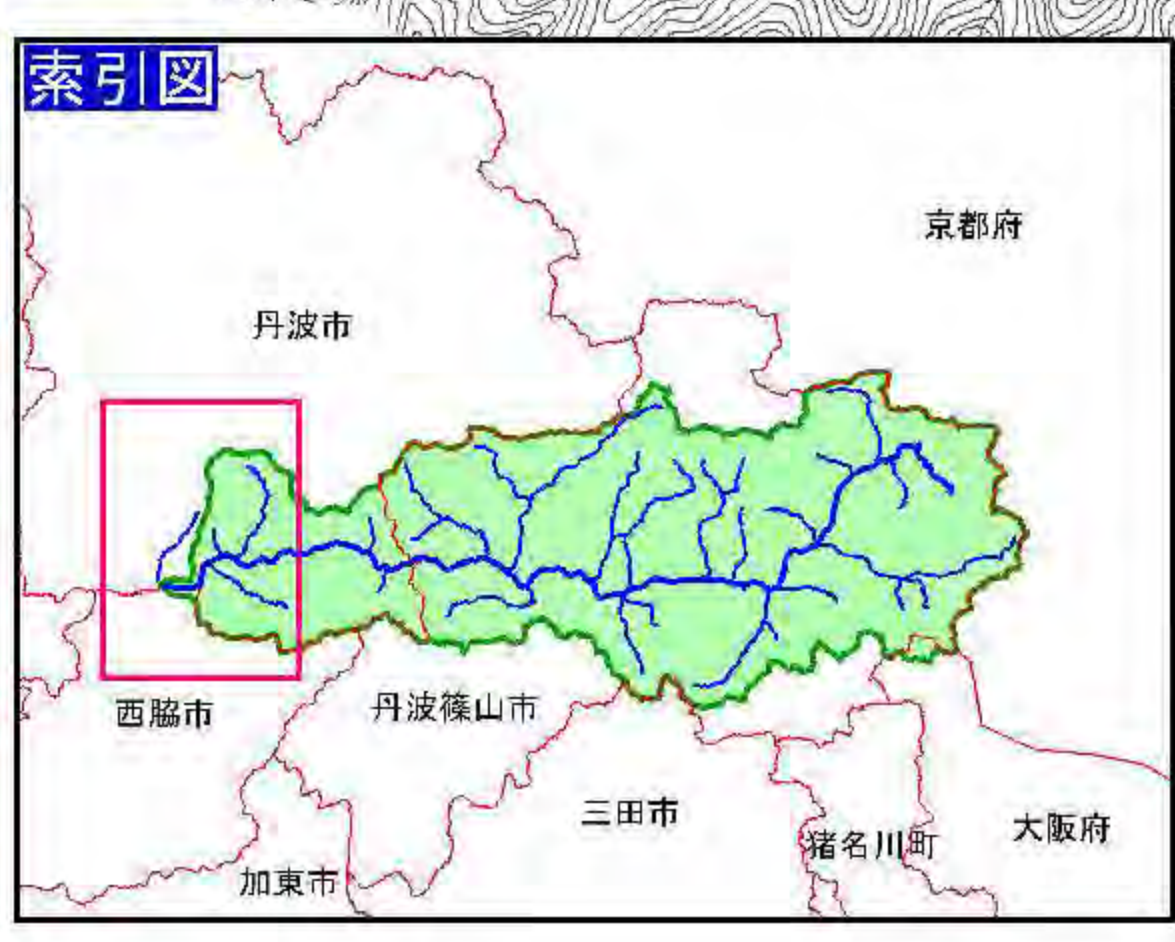 索引図
京都府
丹波市
西脇市
丹波篠山市
三田市
猪名川町
大阪府
加東市